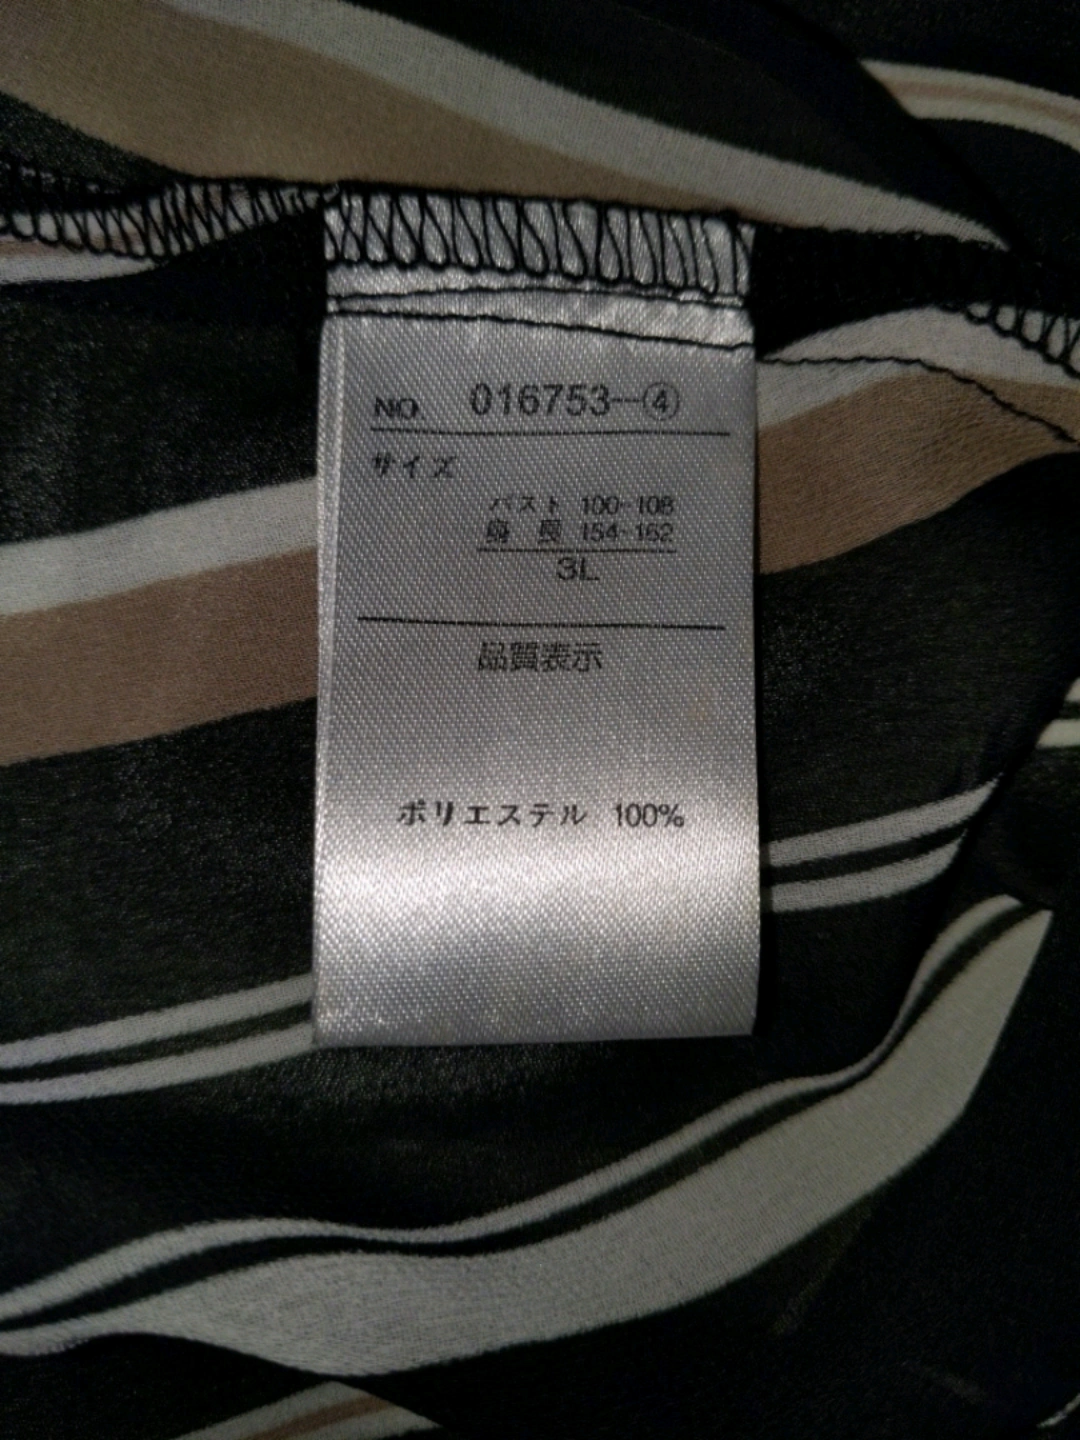 NO. 016753-④
サイズ
バスト 100-108
身長 154-162
3L
品質表示
ポリエステル 100%